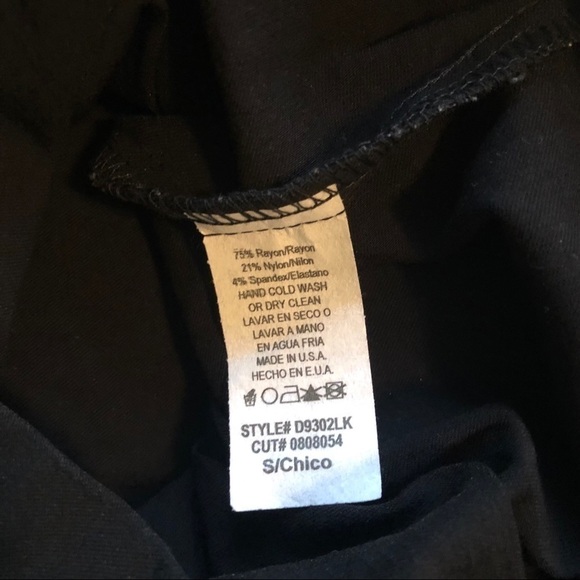 75% Rayon/Rayon
21% Nylon/Nilon
4% Spandex/Elastano
HAND COLD WASH
OR DRY CLEAN
LAVAR EN SECO O
LAVAR A MANO
EN AGUA FRIA
MADE IN U.S.A.
HECHO EN E.U.A.
STYLE# D9302LK
CUT# 0808054
S/Chico